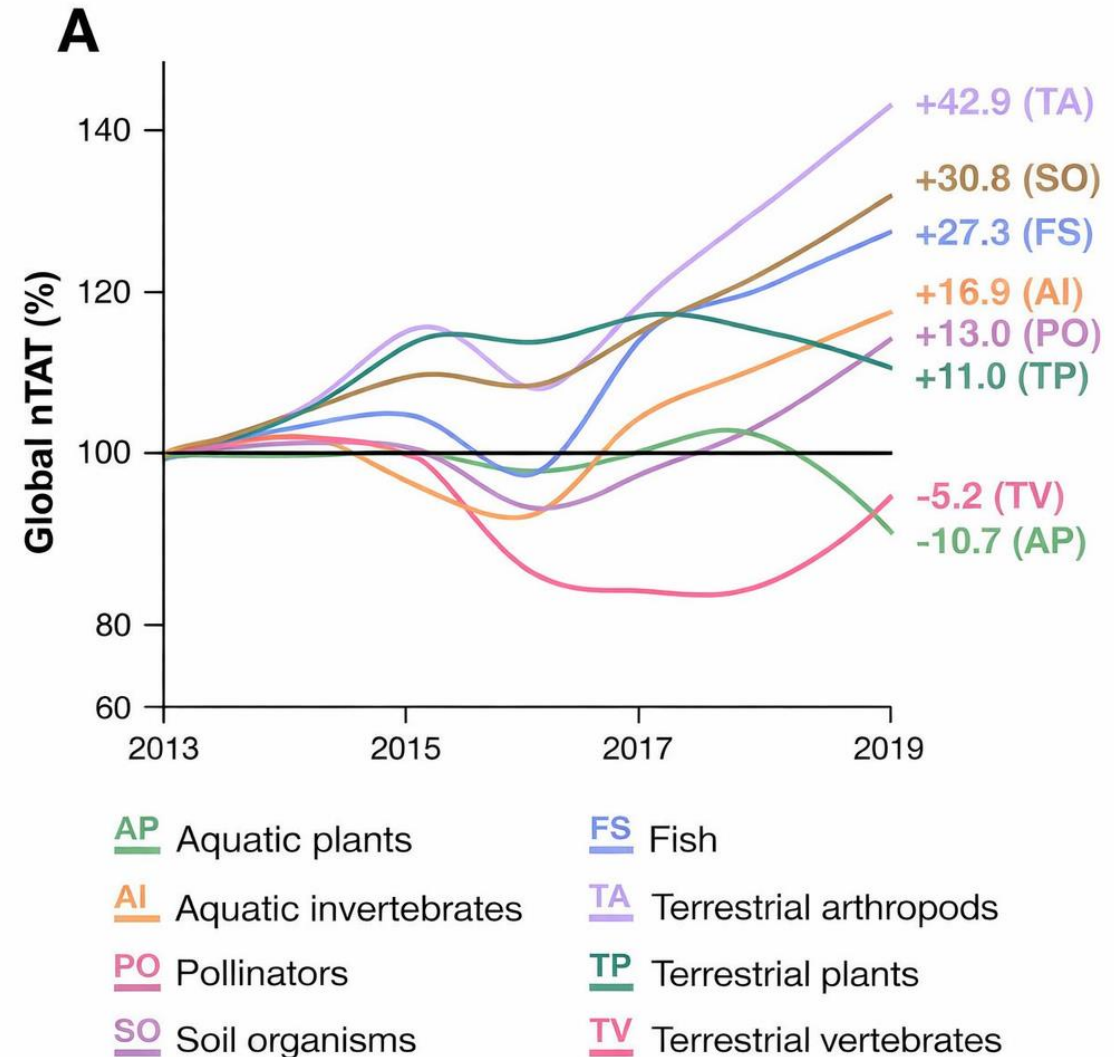 A
Global nTAT (%)
140
120
100
80
60
2013 2015 2017 2019
+42.9 (TA)
+30.8 (SO)
+27.3 (FS)
+16.9 (AI)
+13.0 (PO)
+11.0 (TP)
-5.2 (TV)
-10.7 (AP)
AP Aquatic plants
FS Fish
AI Aquatic invertebrates
TA Terrestrial arthropods
PO Pollinators
TP Terrestrial plants
SO Soil organisms
TV Terrestrial vertebrates